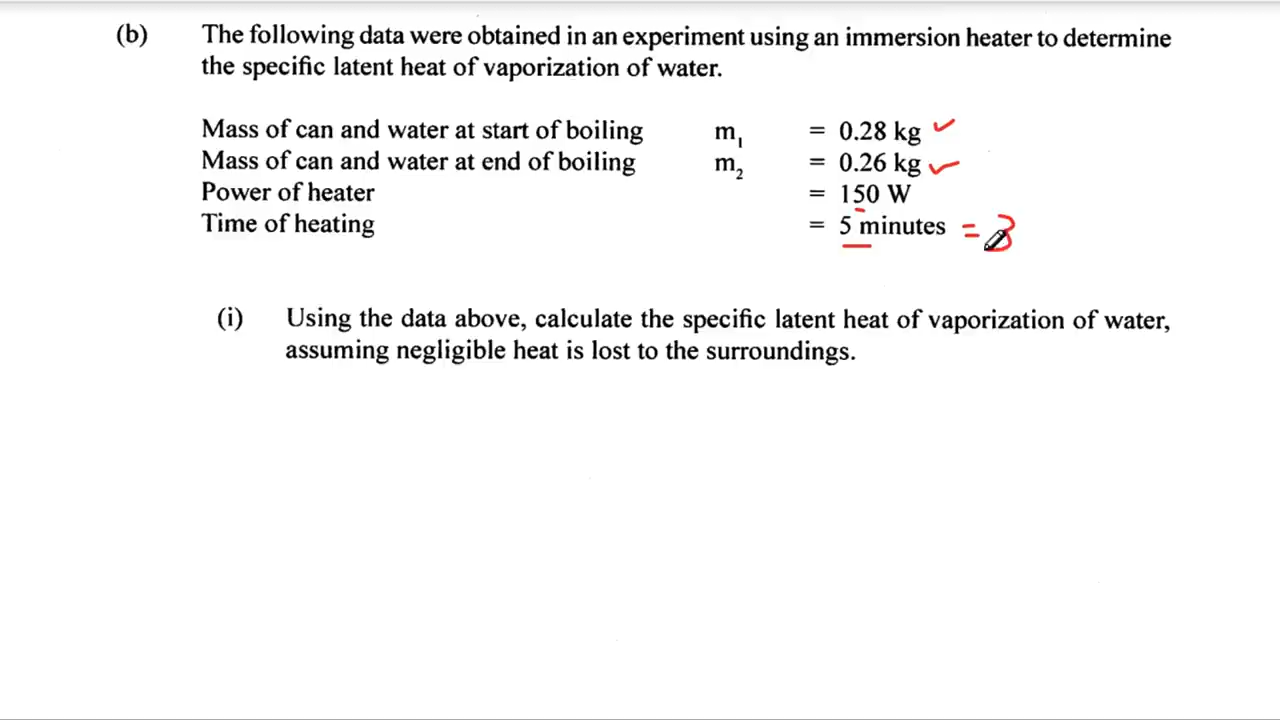 (b) The following data were obtained in an experiment using an immersion heater to determine
the specific latent heat of vaporization of water.
Mass of can and water at start of boiling m₁ = 0.28 kg ✓
Mass of can and water at end of boiling m₂ = 0.26 kg ✓
Power of heater = 150 W
Time of heating = 5 minutes = 3
(i) Using the data above, calculate the specific latent heat of vaporization of water,
assuming negligible heat is lost to the surroundings.